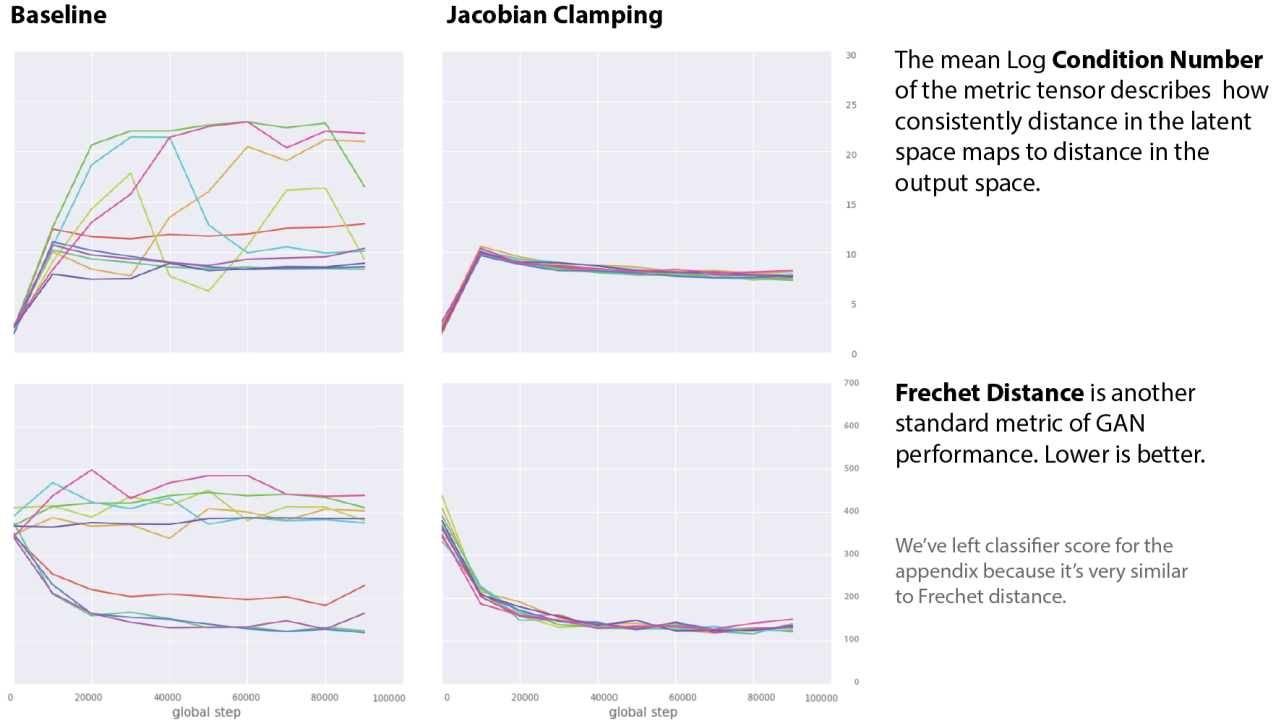 Baseline
Jacobian Clamping
30
25
20
15
10
5
0
The mean Log Condition Number
of the metric tensor describes how
consistently distance in the latent
space maps to distance in the
output space.
700
600
500
400
300
200
100
0
Frechet Distance is another
standard metric of GAN
performance. Lower is better.
We've left classifier score for the
appendix because it's very similar
to Frechet distance.
0 20000 40000 60000 80000 100000
global step
0 20000 40000 60000 80000 100000
global step